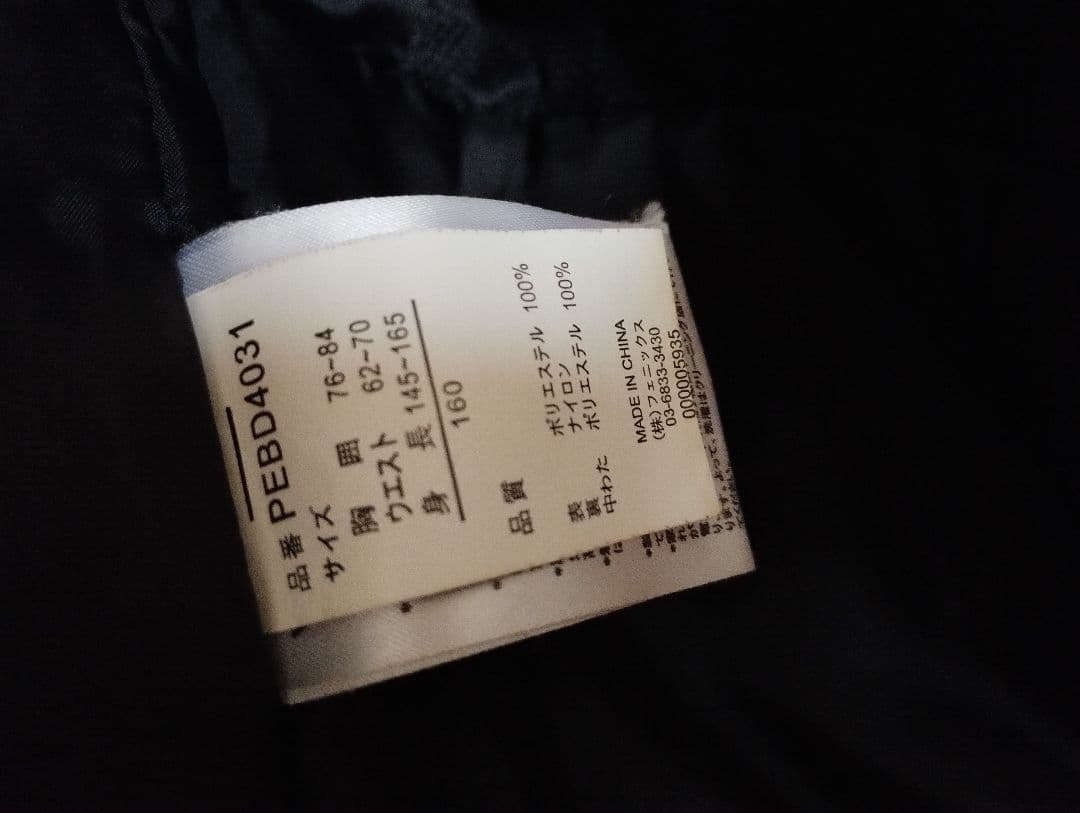 品番 PEBD4031
サイズ
胸 囲 76-84
ウエスト 62-70
身 長 145-165
160
品質
表 ポリエステル 100%
裏 ナイロン
中わた ポリエステル 100%
MADE IN CHINA
(株)フェニックス
03-6833-3430
000005935